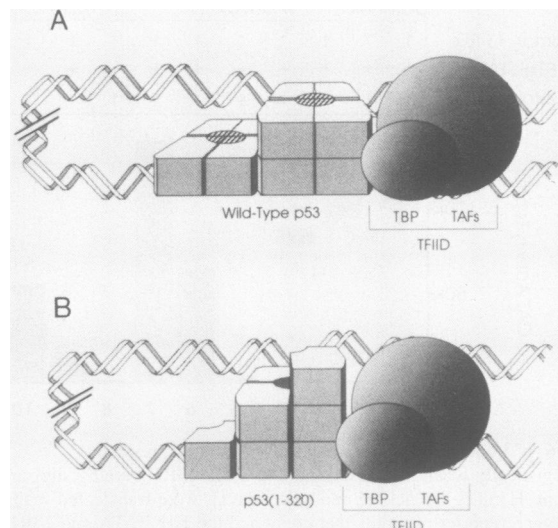 A
Wild-Type p53
TBP TAFs
TFIID
B
p53(1-320)
TBP TAFs
TFIID